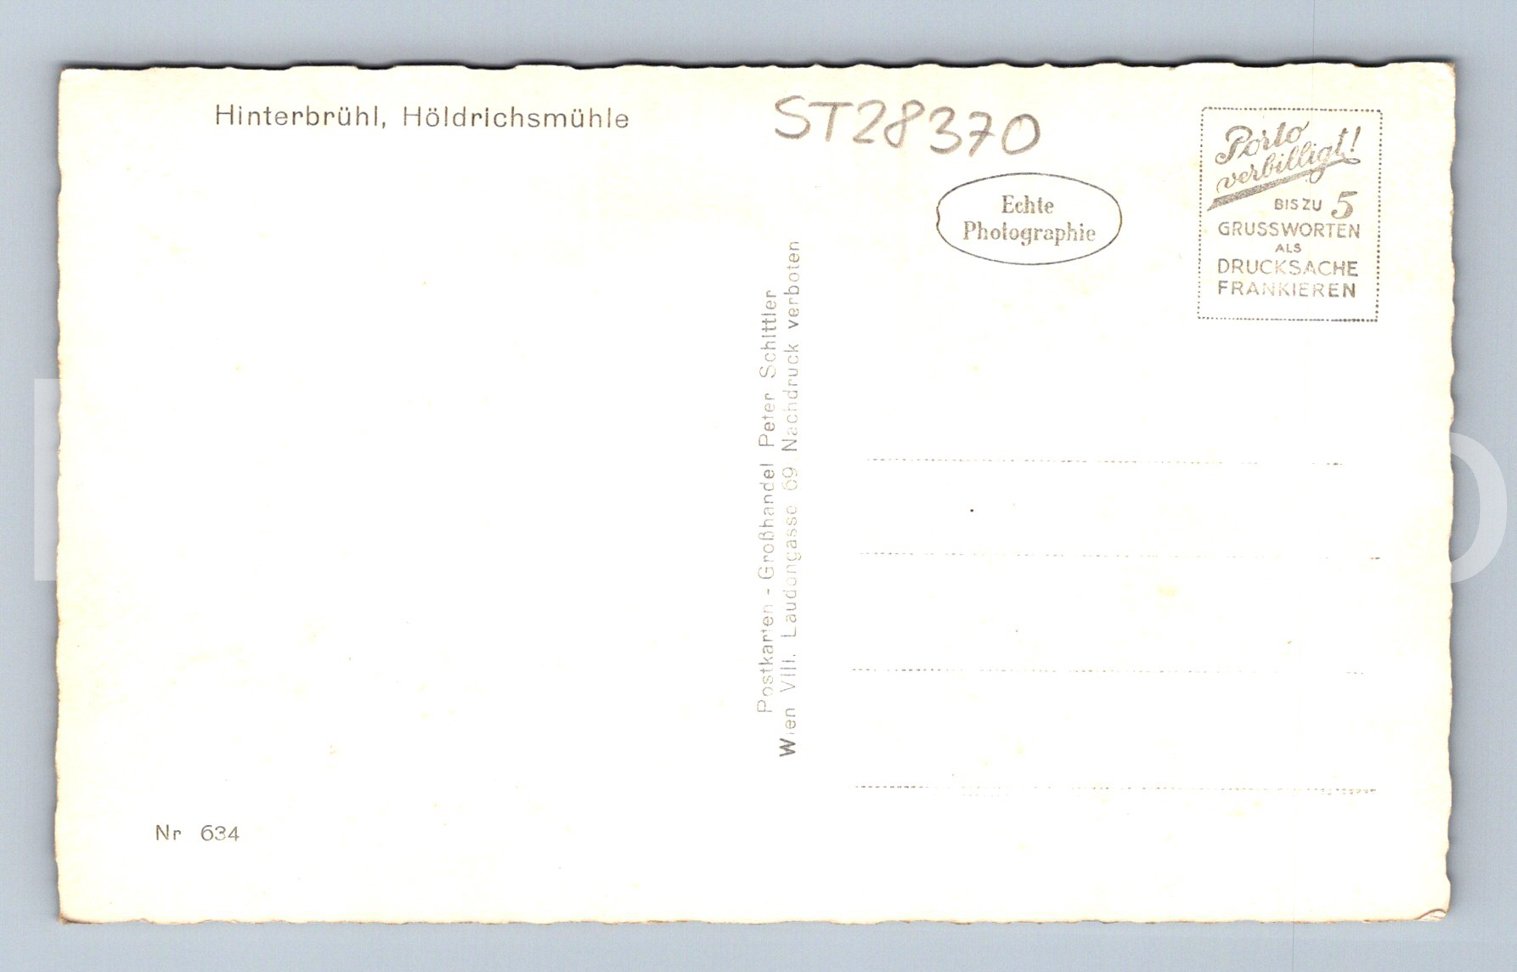 Hinterbrühl, Höldrichsmühle
ST28370
Echte
Photographie
Porto
verbilligt!
BIS ZU 5
GRUSSWORTEN
ALS
DRUCKSACHE
FRANKIEREN
Postkarten - Großhandel Peter Schittler
Wien VIII. Laudongasse 69 Nachdruck verboten
Nr 634